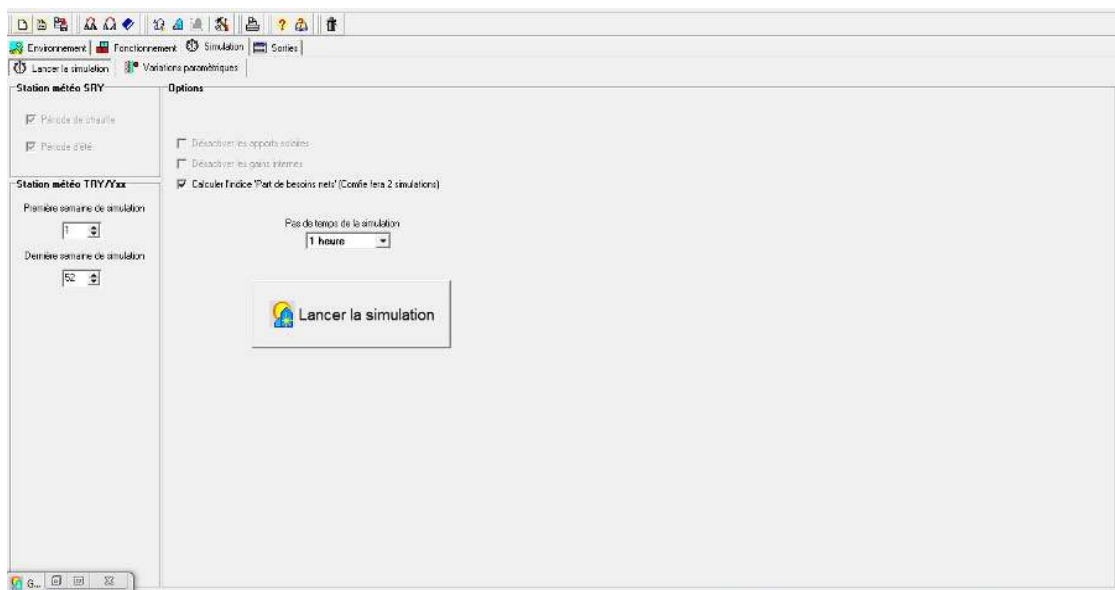 Environnement Fonctionnement Simulation Sorties
Lancer la simulation Variations paramétriques
Station météo SRY
Options
Période de chauffe
Période d'été
Désactiver les apports solaires
Désactiver les gains internes
Calculer l'indice 'Part de besoins nets' (Comfie fera 2 simulations)
Station météo TRY/Yxx
Première semaine de simulation
1
Dernière semaine de simulation
52
Pas de temps de la simulation
1 heure
Lancer la simulation
G...